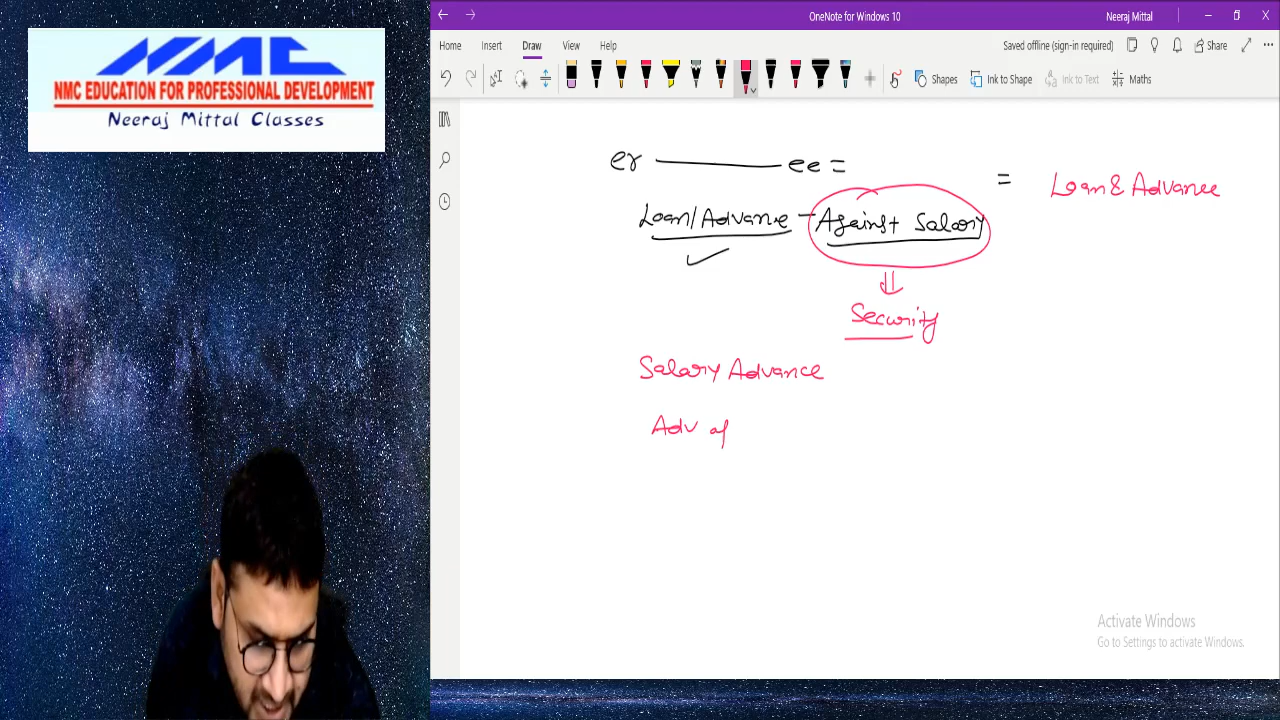 NMC
NMC EDUCATION FOR PROFESSIONAL DEVELOPMENT
Neeraj Mittal Classes
OneNote for Windows 10
Neeraj Mittal
Home Insert Draw View Help
Saved offline (sign-in required)
Share
Shapes
Ink to Shape
Ink to Text
Maths
er ee =
= Loan & Advance
Loan/Advance - Against Salary
Security
Salary Advance
Adv of
Activate Windows
Go to Settings to activate Windows.